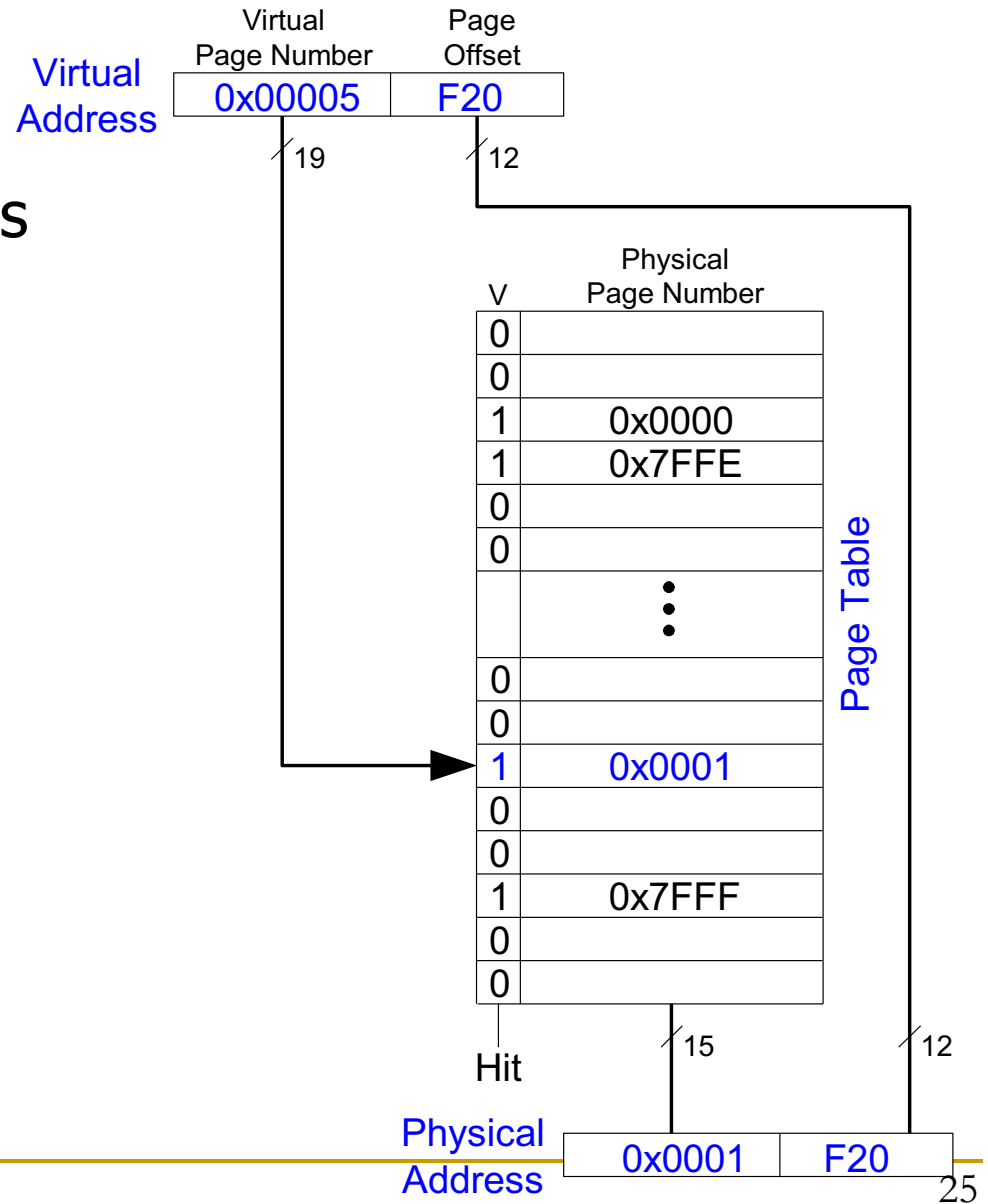 Virtual
Page Number
Page
Offset
Virtual
Address
0x00005
F20
19
12
s
Physical
Page Number
V
0
0
1 0x0000
1 0x7FFE
0
0
0
0
1 0x0001
0
0
1 0x7FFF
0
0
Page Table
Hit
15
12
Physical
Address
0x0001
F20
25